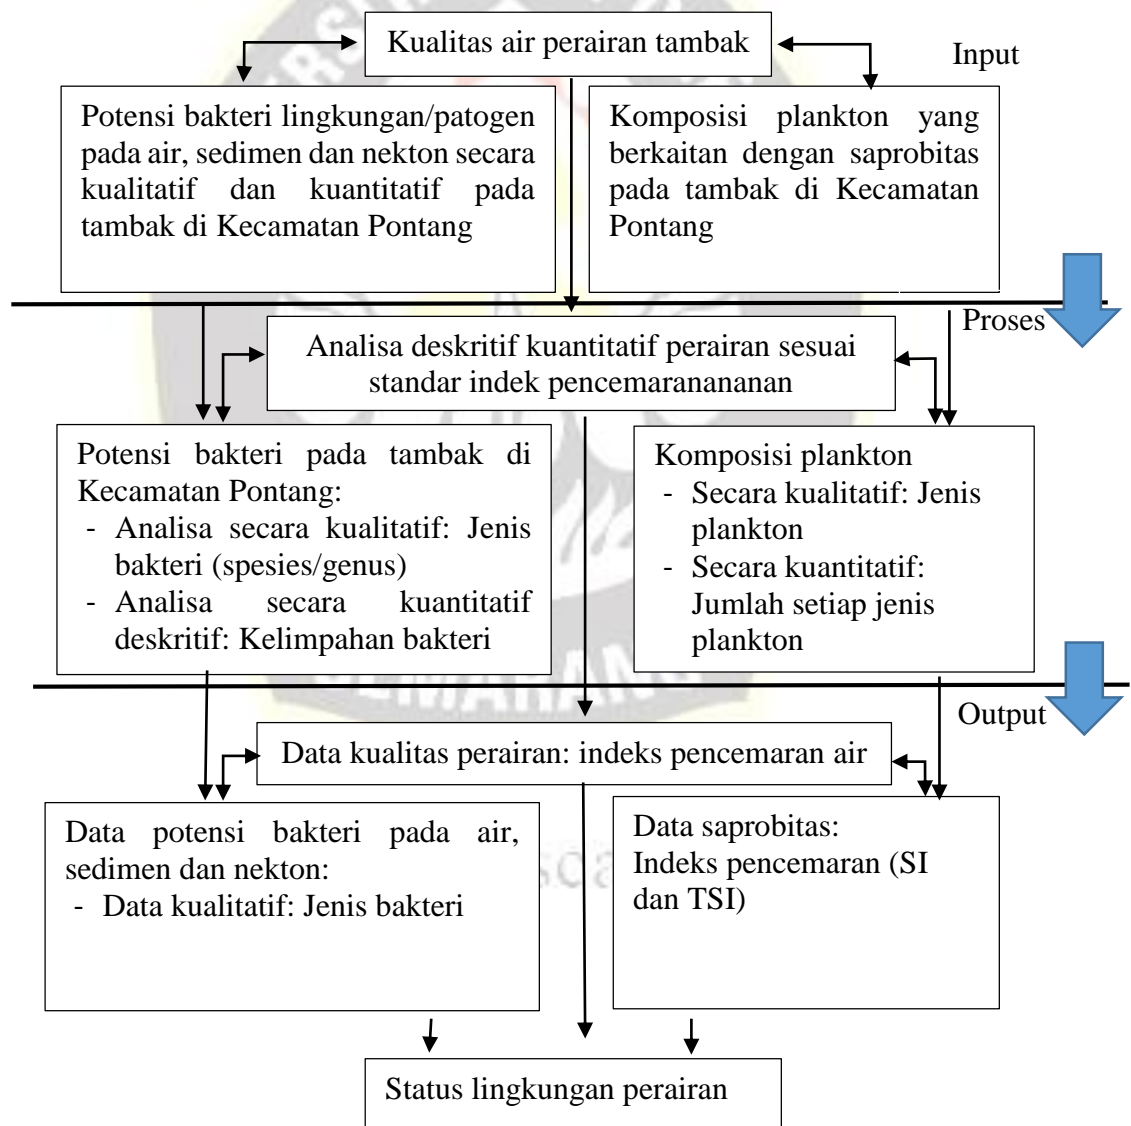 Kualitas air perairan tambak
Input
Potensi bakteri lingkungan/patogen
pada air, sedimen dan nekton secara
kualitatif dan kuantitatif pada
tambak di Kecamatan Pontang
Komposisi plankton yang
berkaitan dengan saprobitas
pada tambak di Kecamatan
Pontang
Proses
Analisa deskritif kuantitatif perairan sesuai
standar indek pencemaranananan
Potensi bakteri pada tambak di
Kecamatan Pontang:
- Analisa secara kualitatif: Jenis
bakteri (spesies/genus)
- Analisa secara kuantitatif
deskritif: Kelimpahan bakteri
Komposisi plankton
- Secara kualitatif: Jenis
plankton
- Secara kuantitatif:
Jumlah setiap jenis
plankton
SEMARANG
Output
Data kualitas perairan: indeks pencemaran air
Data potensi bakteri pada air,
sedimen dan nekton:
- Data kualitatif: Jenis bakteri
Data saprobitas:
Indeks pencemaran (SI
dan TSI)
Status lingkungan perairan